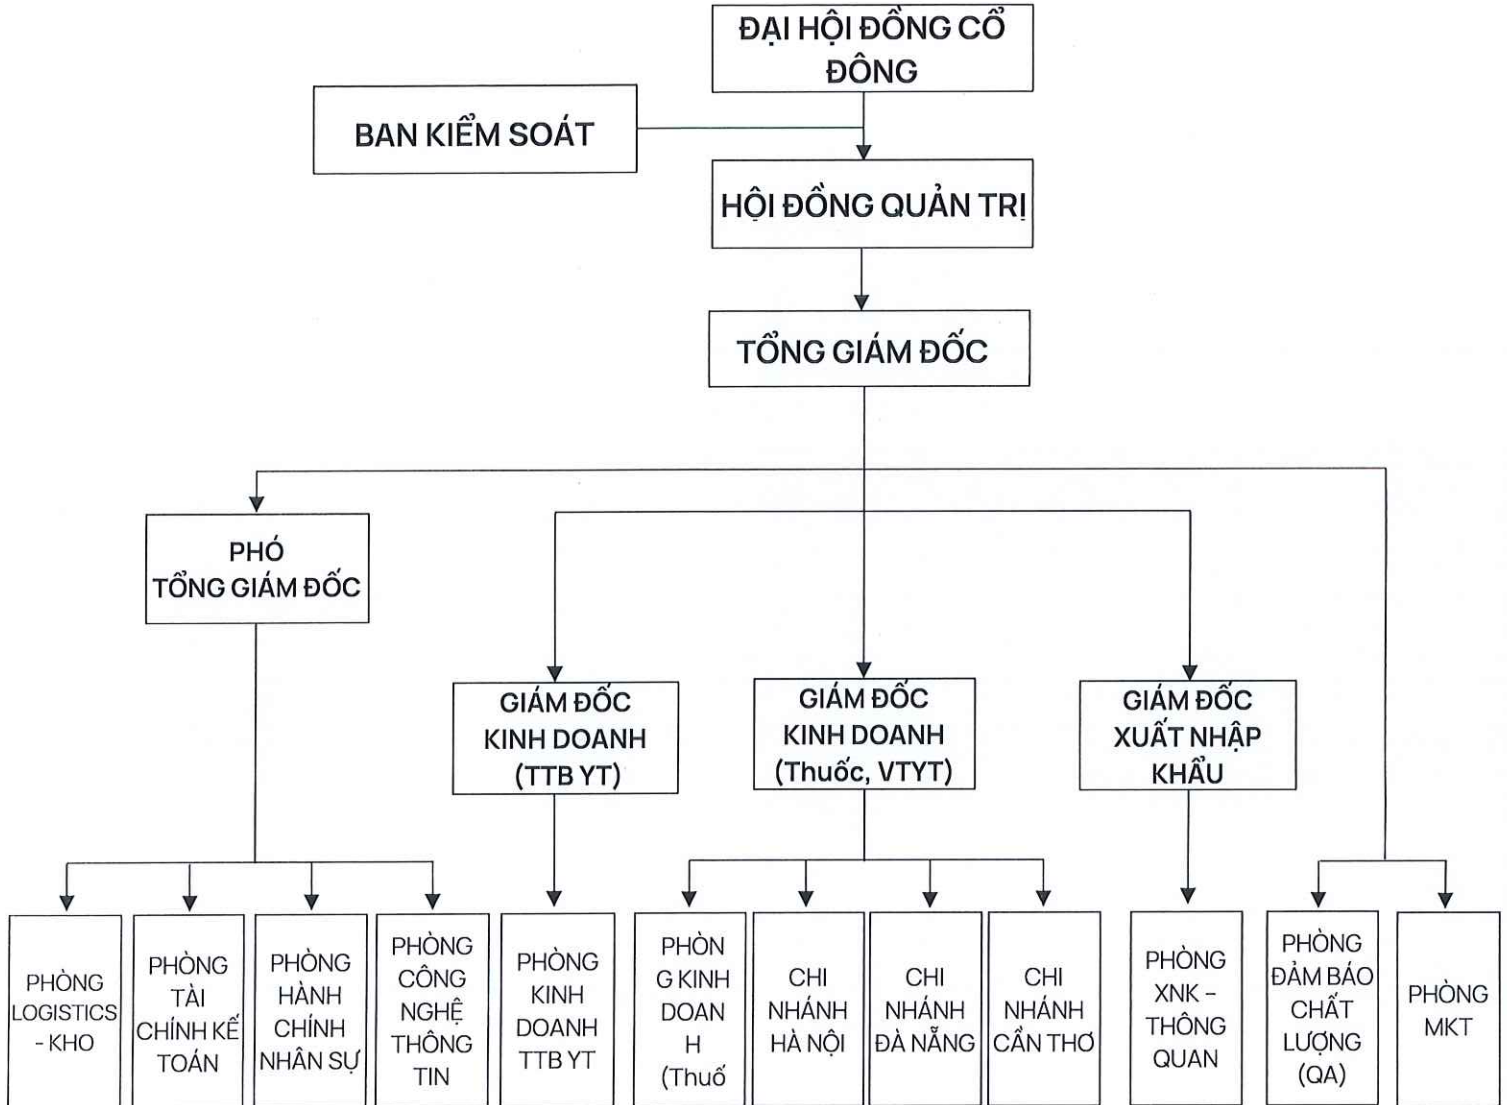 ĐẠI HỘI ĐỒNG CỔ
ĐÔNG
BAN KIỂM SOÁT
HỘI ĐỒNG QUẢN TRỊ
TỔNG GIÁM ĐỐC
PHÓ
TỔNG GIÁM ĐỐC
GIÁM ĐỐC
KINH DOANH
(TTB YT)
GIÁM ĐỐC
KINH DOANH
(Thuốc, VTYT)
GIÁM ĐỐC
XUẤT NHẬP
KHẨU
PHÒNG
LOGISTICS
- KHO
PHÒNG
TÀI
CHÍNH KẾ
TOÁN
PHÒNG
HÀNH
CHÍNH
NHÂN SỰ
PHÒNG
CÔNG
NGHỆ
THÔNG
TIN
PHÒNG
KINH
DOANH
TTB YT
PHÒN
G KINH
DOAN
H
(Thuố
CHI
NHÁNH
HÀ NỘI
CHI
NHÁNH
ĐÀ NẴNG
CHI
NHÁNH
CẦN THƠ
PHÒNG
XNK –
THÔNG
QUAN
PHÒNG
ĐẢM BẢO
CHẤT
LƯỢNG
(QA)
PHÒNG
MKT